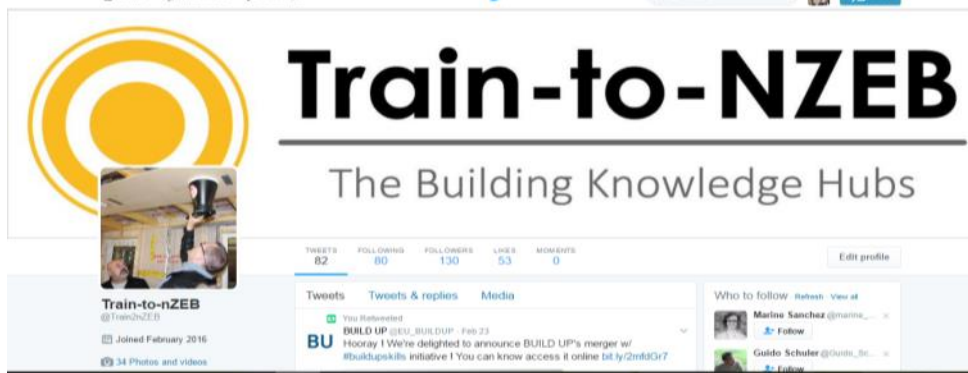 Train-to-NZEB
The Building Knowledge Hubs
TWEETS FOLLOWING FOLLOWERS LIKES MOMENTS
82 80 130 53 0
Edit profile
Train-to-nZEB
@Train2nZEB
Joined February 2016
34 Photos and videos
Tweets Tweets & replies Media
You Retweeted
BUILD UP @EU_BUILDUP · Feb 23
BU
Hooray ! We're delighted to announce BUILD UP's merger w/
#buildupskills initiative ! You can know access it online bit.ly/2mfdGr7
Who to follow Refresh View all
Marine Sanchez @marine_...
Follow
Guido Schuler @Guido_Sc...
Follow